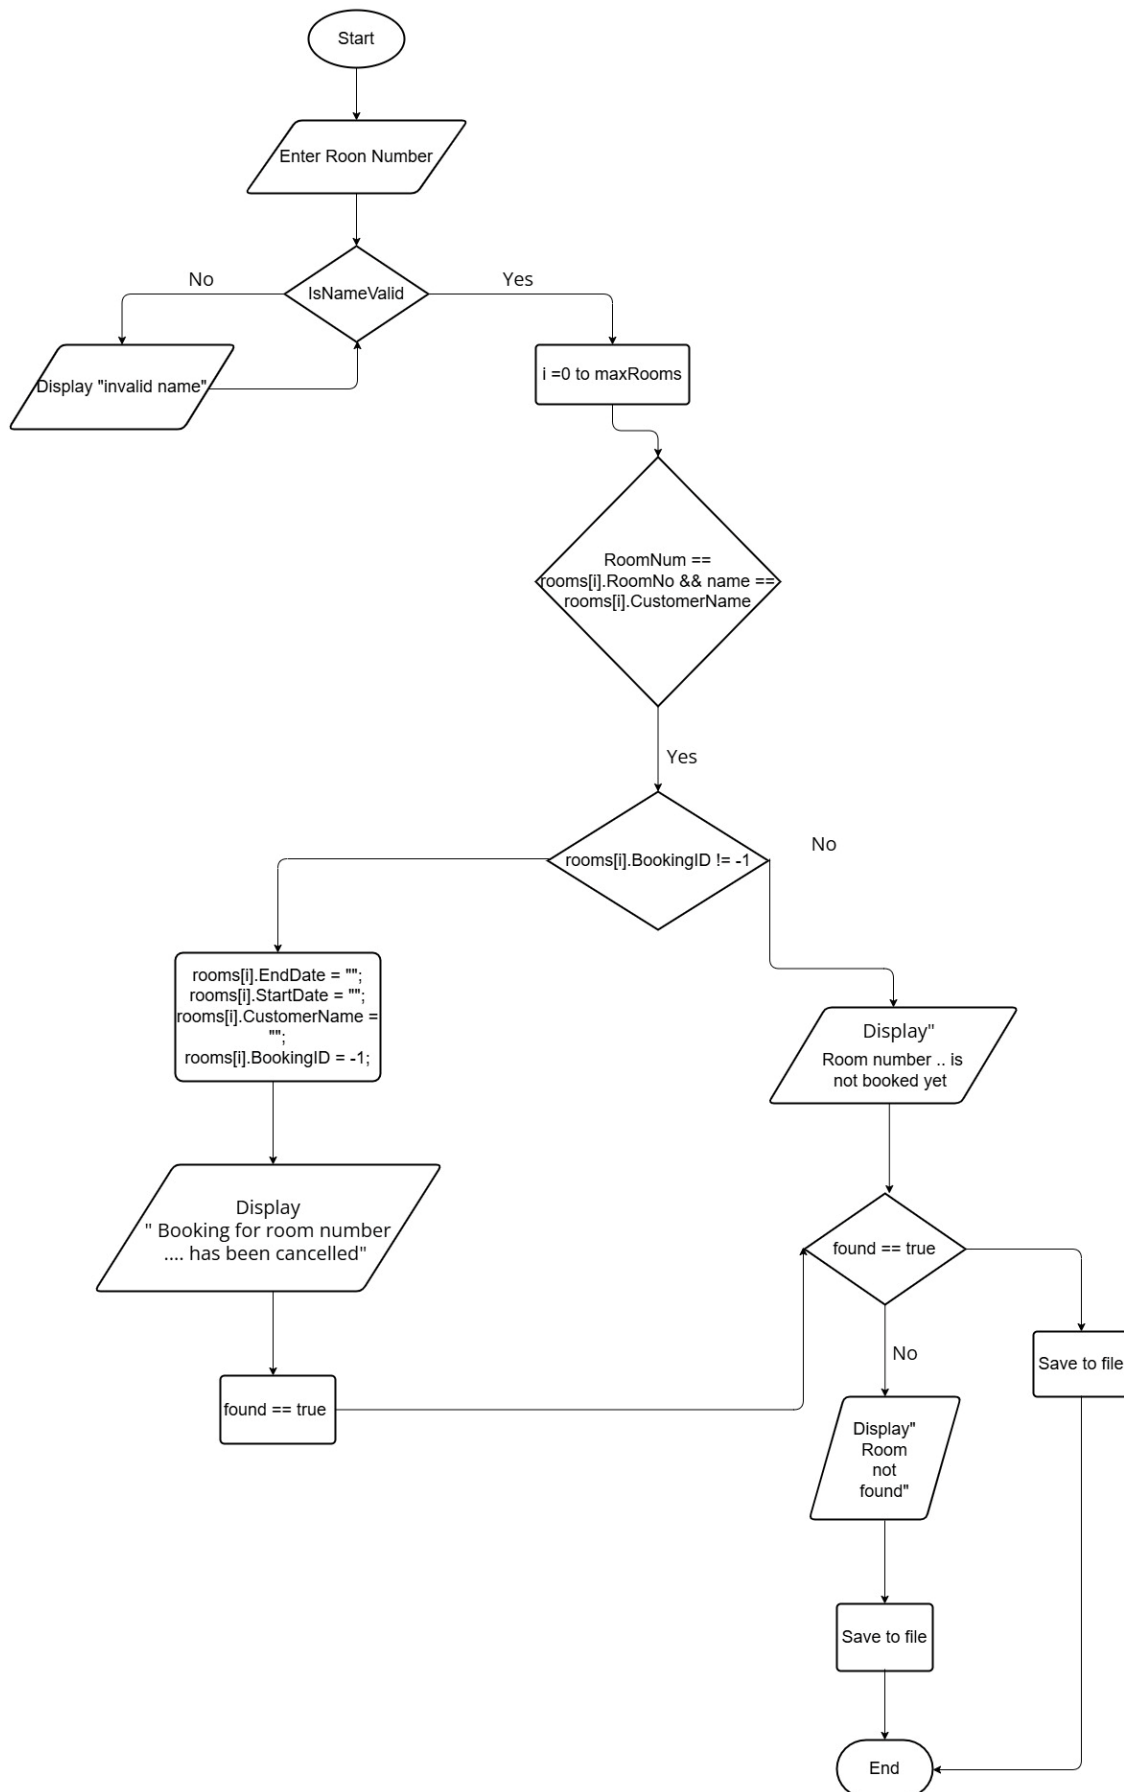 Start
Enter Roon Number
No
IsNameValid
Yes
Display "invalid name"
i =0 to maxRooms
RoomNum ==
rooms[i].RoomNo && name ==
rooms[i].CustomerName
Yes
rooms[i].BookingID != -1
No
rooms[i].EndDate = "";
rooms[i].StartDate = "";
rooms[i].CustomerName =
"";
rooms[i].BookingID = -1;
Display"
Room number .. is
not booked yet
Display
" Booking for room number
.... has been cancelled"
found == true
No
Save to file
found == true
Display"
Room
not
found"
Save to file
End